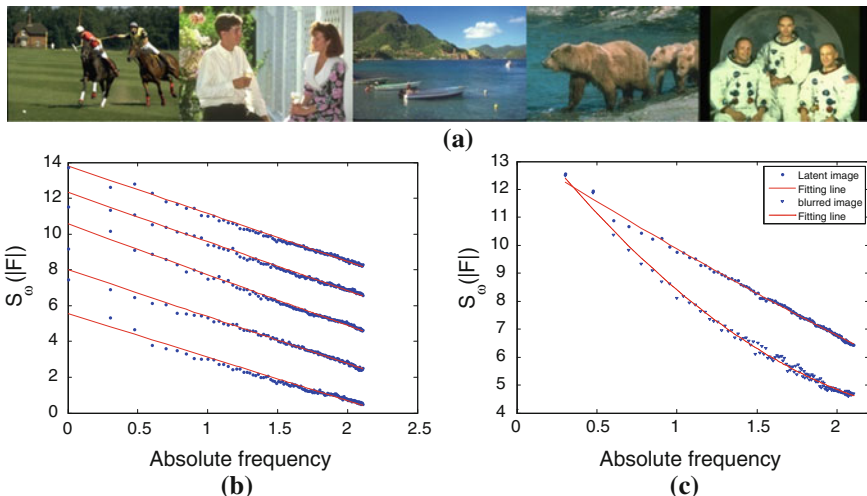 (a)
14
12
10
8
6
4
2
0
S_ω(|F|)
0 0.5 1 1.5 2 2.5
Absolute frequency
(b)
13
12
11
10
9
8
7
6
5
4
S_ω(|F|)
0 0.5 1 1.5 2
Absolute frequency
(c)
Latent image
Fitting line
blurred image
Fitting line